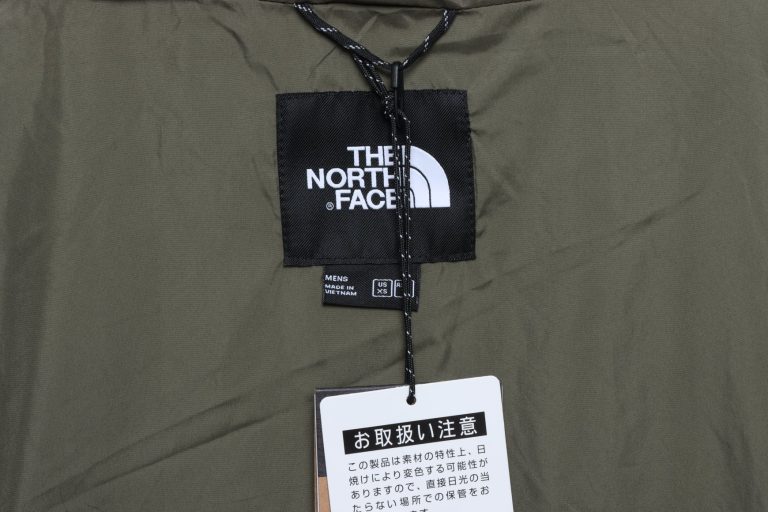 THE
NORTH
®FACE
MENS
MADE IN
VIETNAM
US
XS
お取扱い注意
この製品は素材の特性上、日
焼けにより変色する可能性が
ありますので、直接日光の当
たらない場所での保管をお